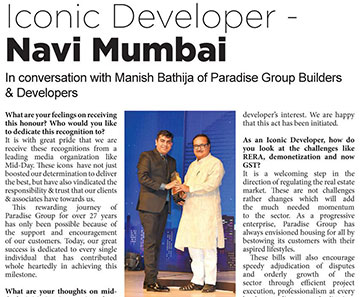 Iconic Developer -
Navi Mumbai
In conversation with Manish Bathija of Paradise Group Builders
& Developers
What are your feelings on receiving
this honour? Who would you like
to dedicate this recognition to?
It is with great pride that we are
receive these recognitions from a
leading media organization like
Mid-Day. These icons have not just
boosted our determination to deliver
the best, but have also vindicated the
responsibility & trust that our clients
& associates have towards us.
This rewarding journey of
Paradise Group for over 27 years
has only been possible because of
the support and encouragement
of our customers. Today, our great
success is dedicated to every single
individual that has contributed
whole heartedly in achieving this
milestone.
What are your thoughts on mid-
developer's interest. We are happy
that this act has been initiated.
As an Iconic Developer, how do
you look at the challenges like
RERA, demonetization and now
GST?
It is a welcoming step in the
direction of regulating the real estate
market. These are not challenges
rather changes which will add
the much needed momentum
to the sector. As a progressive
enterprise, Paradise Group has
always envisioned housing for all by
bestowing its customers with their
aspired lifestyles.
These bills will also encourage
speedy adjudication of disputes
and orderly growth of the
sector through efficient project
execution, professionalism at every